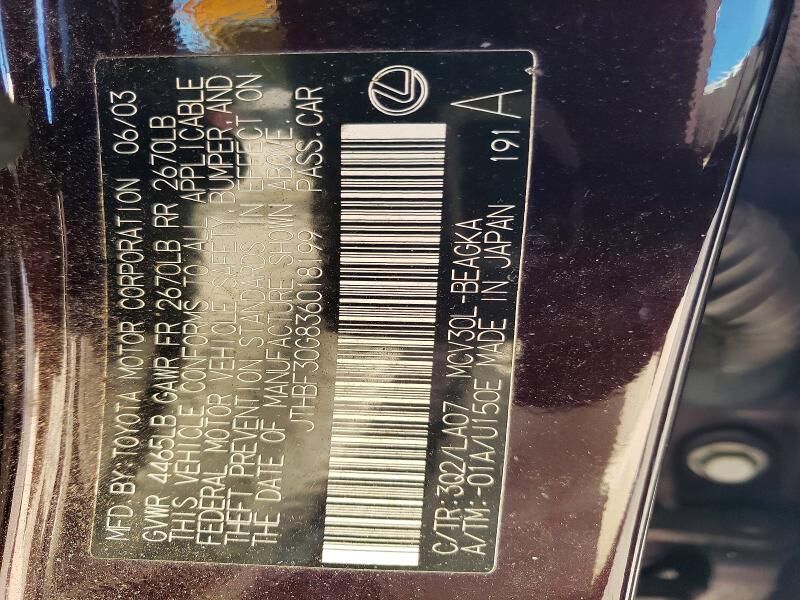 MFD.BY:TOYOTA MOTOR CORPORATION 06/03
GVWR 4465LB GAWR FR 2670LB RR 2670LB
THIS VEHICLE CONFORMS TO ALL APPLICABLE
FEDERAL MOTOR VEHICLE SAFETY, BUMPER, AND
THEFT PREVENTION STANDARDS IN EFFECT ON
THE DATE OF MANUFACTURE SHOWN ABOVE.
JTHBF30G836018199 PASS.CAR
C/TR:3Q2/LA07 MCV30L-BEAGKA
A/TM:-01A/U150E MADE IN JAPAN 191 A